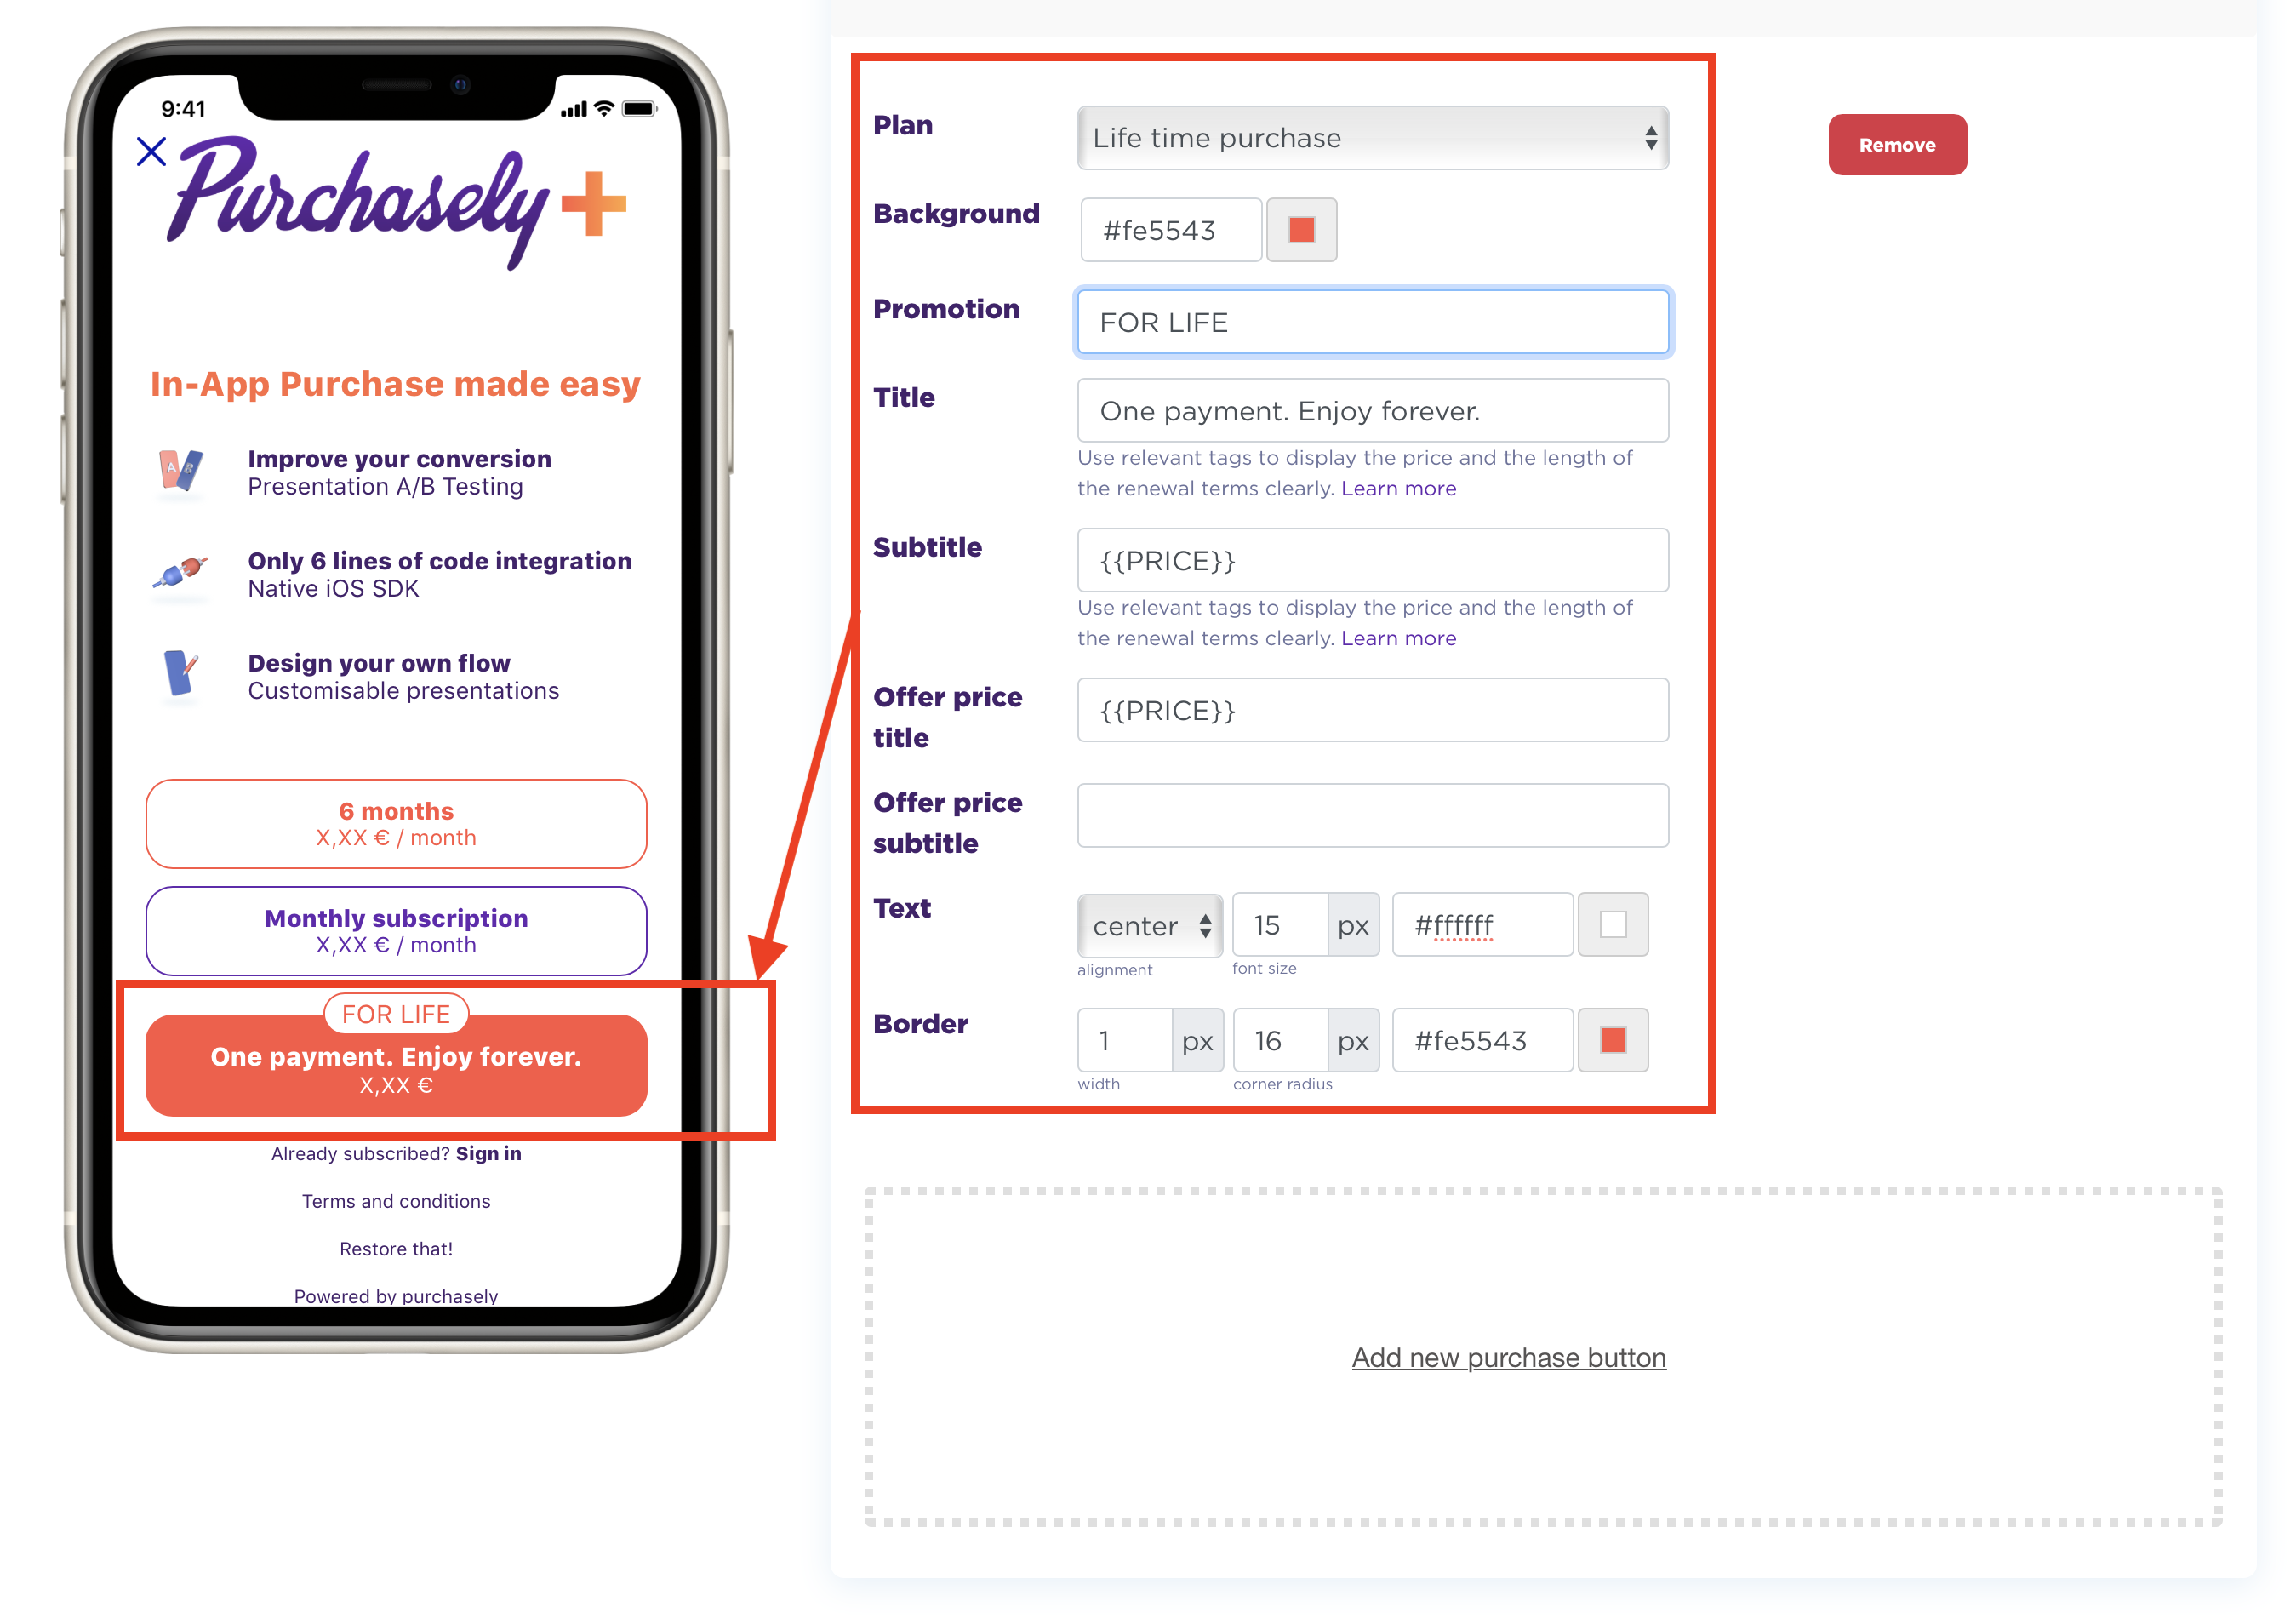 9:41
Purchasely+
In-App Purchase made easy
A B
Improve your conversion
Presentation A/B Testing
Only 6 lines of code integration
Native iOS SDK
Design your own flow
Customisable presentations
6 months
X,XX € / month
Monthly subscription
X,XX € / month
FOR LIFE
One payment. Enjoy forever.
X,XX €
Already subscribed? Sign in
Terms and conditions
Restore that!
Powered by purchasely
Plan
Life time purchase
Remove
Background
#fe5543
Promotion
FOR LIFE
Title
One payment. Enjoy forever.
Use relevant tags to display the price and the length of
the renewal terms clearly. Learn more
Subtitle
{{PRICE}}
Use relevant tags to display the price and the length of
the renewal terms clearly. Learn more
Offer price
title
{{PRICE}}
Offer price
subtitle
Text
center
15 px
#ffffff
alignment
font size
Border
1 px
16 px
#fe5543
width
corner radius
Add new purchase button